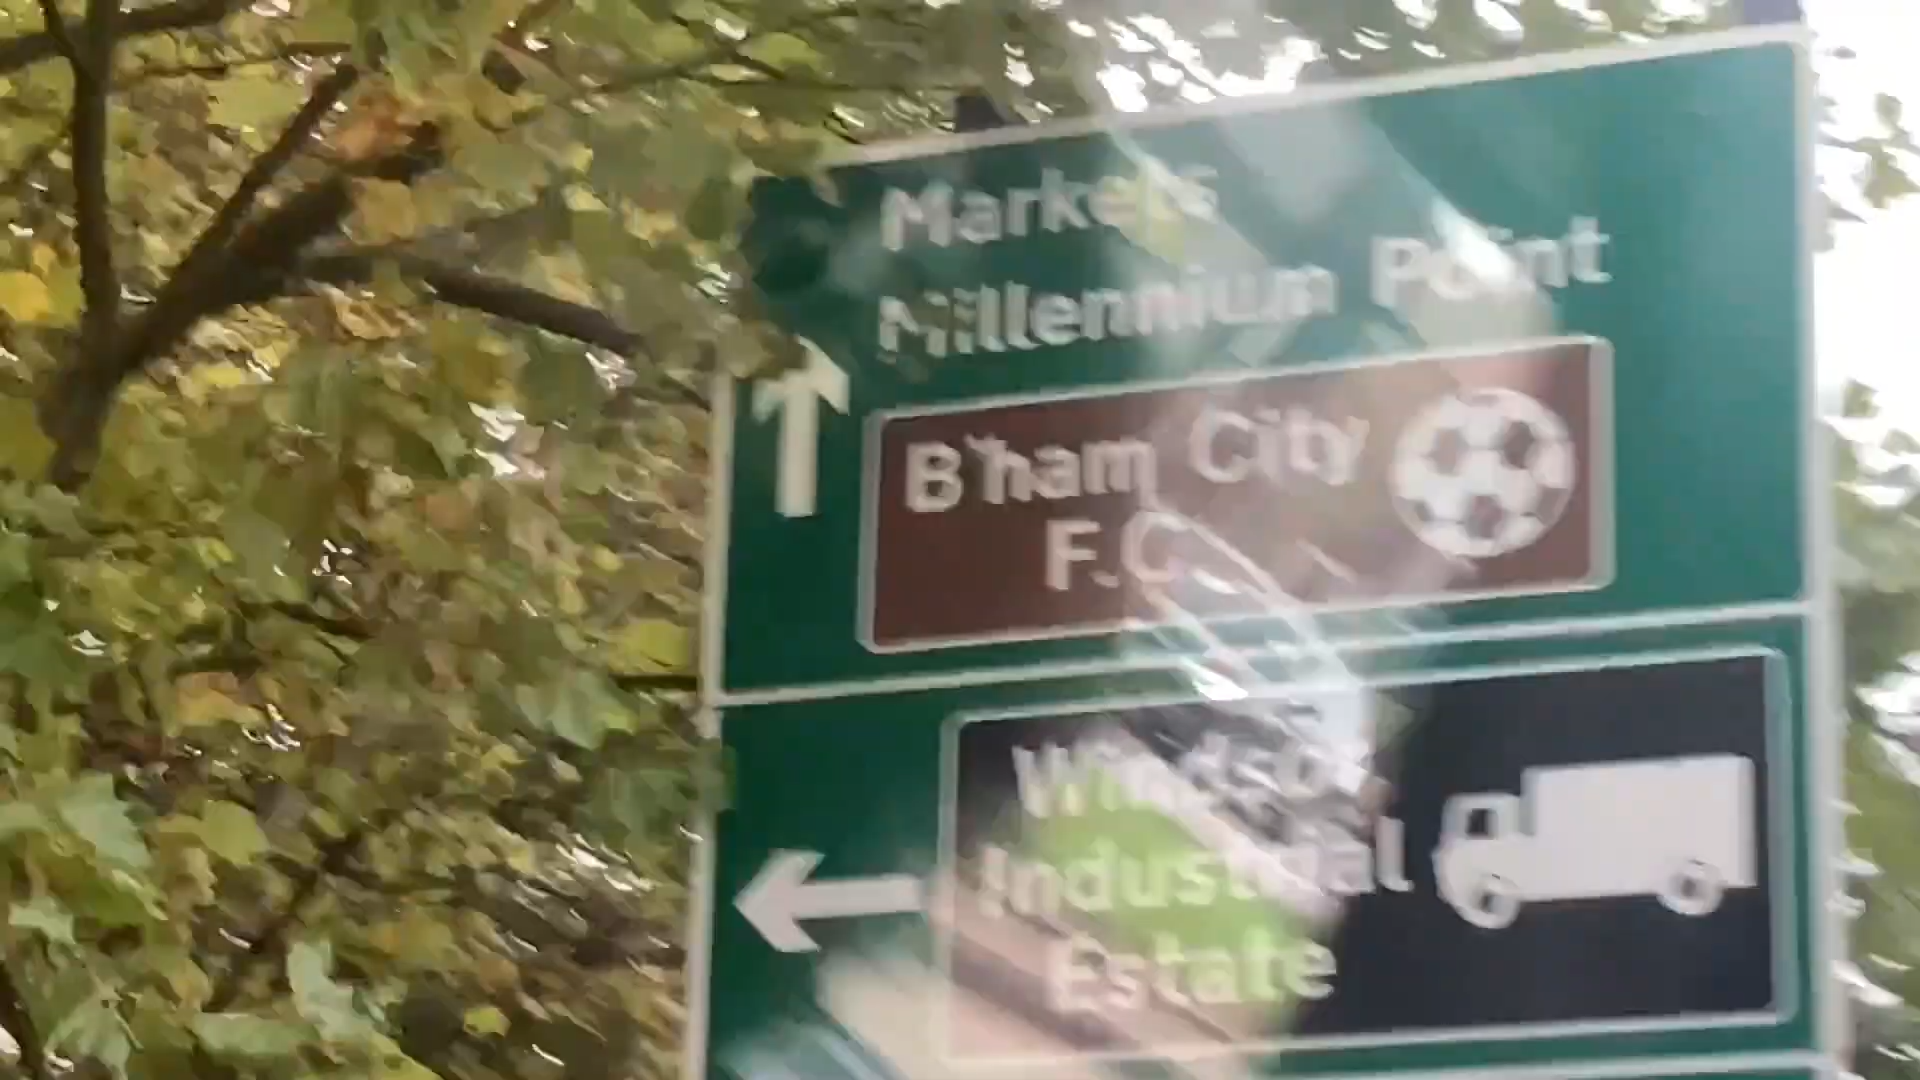 Markets
Millennium Point
B'ham City
F.C
Windsor
Industrial
Estate